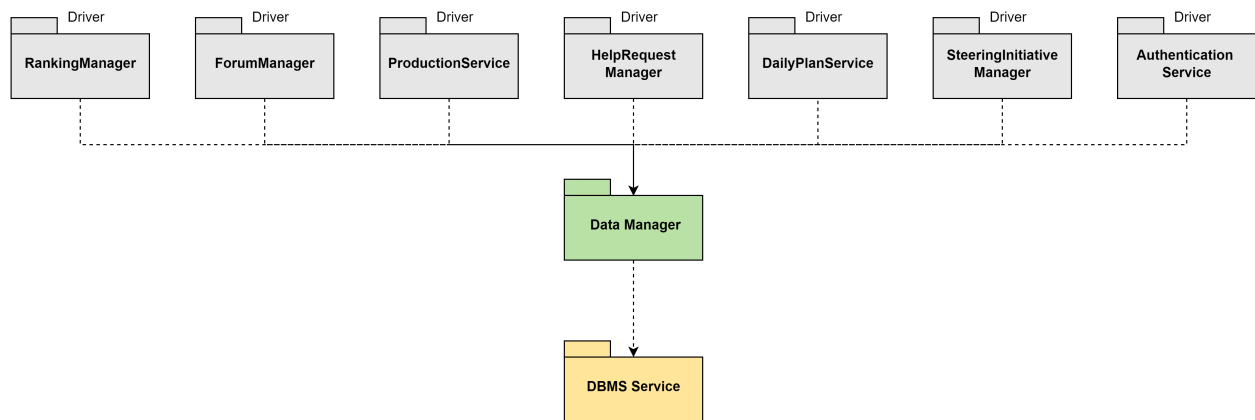 Driver
Driver
Driver
Driver
Driver
Driver
Driver
RankingManager
ForumManager
ProductionService
HelpRequest
Manager
DailyPlanService
SteeringInitiative
Manager
Authentication
Service
Data Manager
DBMS Service